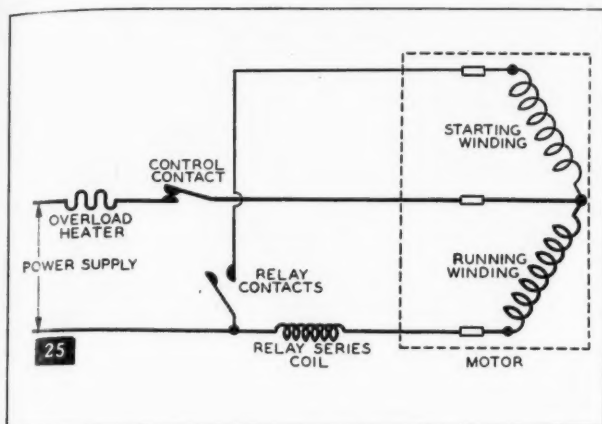 STARTING
WINDING
CONTROL
CONTACT
OVERLOAD
HEATER
POWER SUPPLY
RELAY
CONTACTS
RUNNING
WINDING
25
RELAY SERIES
COIL
MOTOR